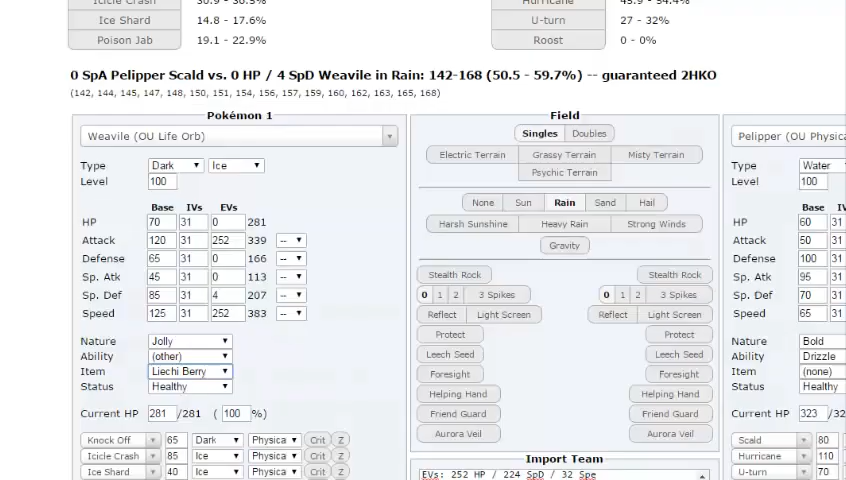 Icicle Crash 30.9 - 36.5% Hurricane 45.9 - 54.4%
Ice Shard 14.8 - 17.6% U-turn 27 - 32%
Poison Jab 19.1 - 22.9% Roost 0 - 0%
0 SpA Pelipper Scald vs. 0 HP / 4 SpD Weavile in Rain: 142-168 (50.5 - 59.7%) -- guaranteed 2HKO
(142, 144, 145, 147, 148, 150, 151, 154, 156, 157, 159, 160, 162, 163, 165, 168)
Pokémon 1 Field
Weavile (OU Life Orb) Singles Doubles Pelipper (OU Physica
Electric Terrain Grassy Terrain Misty Terrain
Type Dark Ice Psychic Terrain Type Water
Level 100 Level 100
None Sun Rain Sand Hail
Base IVs EVs Base IVs
HP 70 31 0 281 Harsh Sunshine Heavy Rain Strong Winds HP 60 31
Attack 120 31 252 339 -- Gravity Attack 50 31
Defense 65 31 0 166 -- Defense 100 31
Sp. Atk 45 31 0 113 -- Stealth Rock Stealth Rock Sp. Atk 95 31
Sp. Def 85 31 4 207 -- 0 1 2 3 Spikes 0 1 2 3 Spikes Sp. Def 70 31
Speed 125 31 252 383 -- Reflect Light Screen Reflect Light Screen Speed 65 31
Protect Protect
Nature Jolly Leech Seed Leech Seed Nature Bold
Ability (other) Foresight Foresight Ability Drizzle
Item Liechi Berry Helping Hand Helping Hand Item (none)
Status Healthy Friend Guard Friend Guard Status Healthy
Current HP 281 /281 ( 100 %) Aurora Veil Aurora Veil Current HP 323 /32
Knock Off 65 Dark Physica Crit Z Scald 80
Icicle Crash 85 Ice Physica Crit Z Import Team Hurricane 110
Ice Shard 40 Ice Physica Crit Z EVs: 252 HP / 224 SpD / 32 Spe U-turn 70